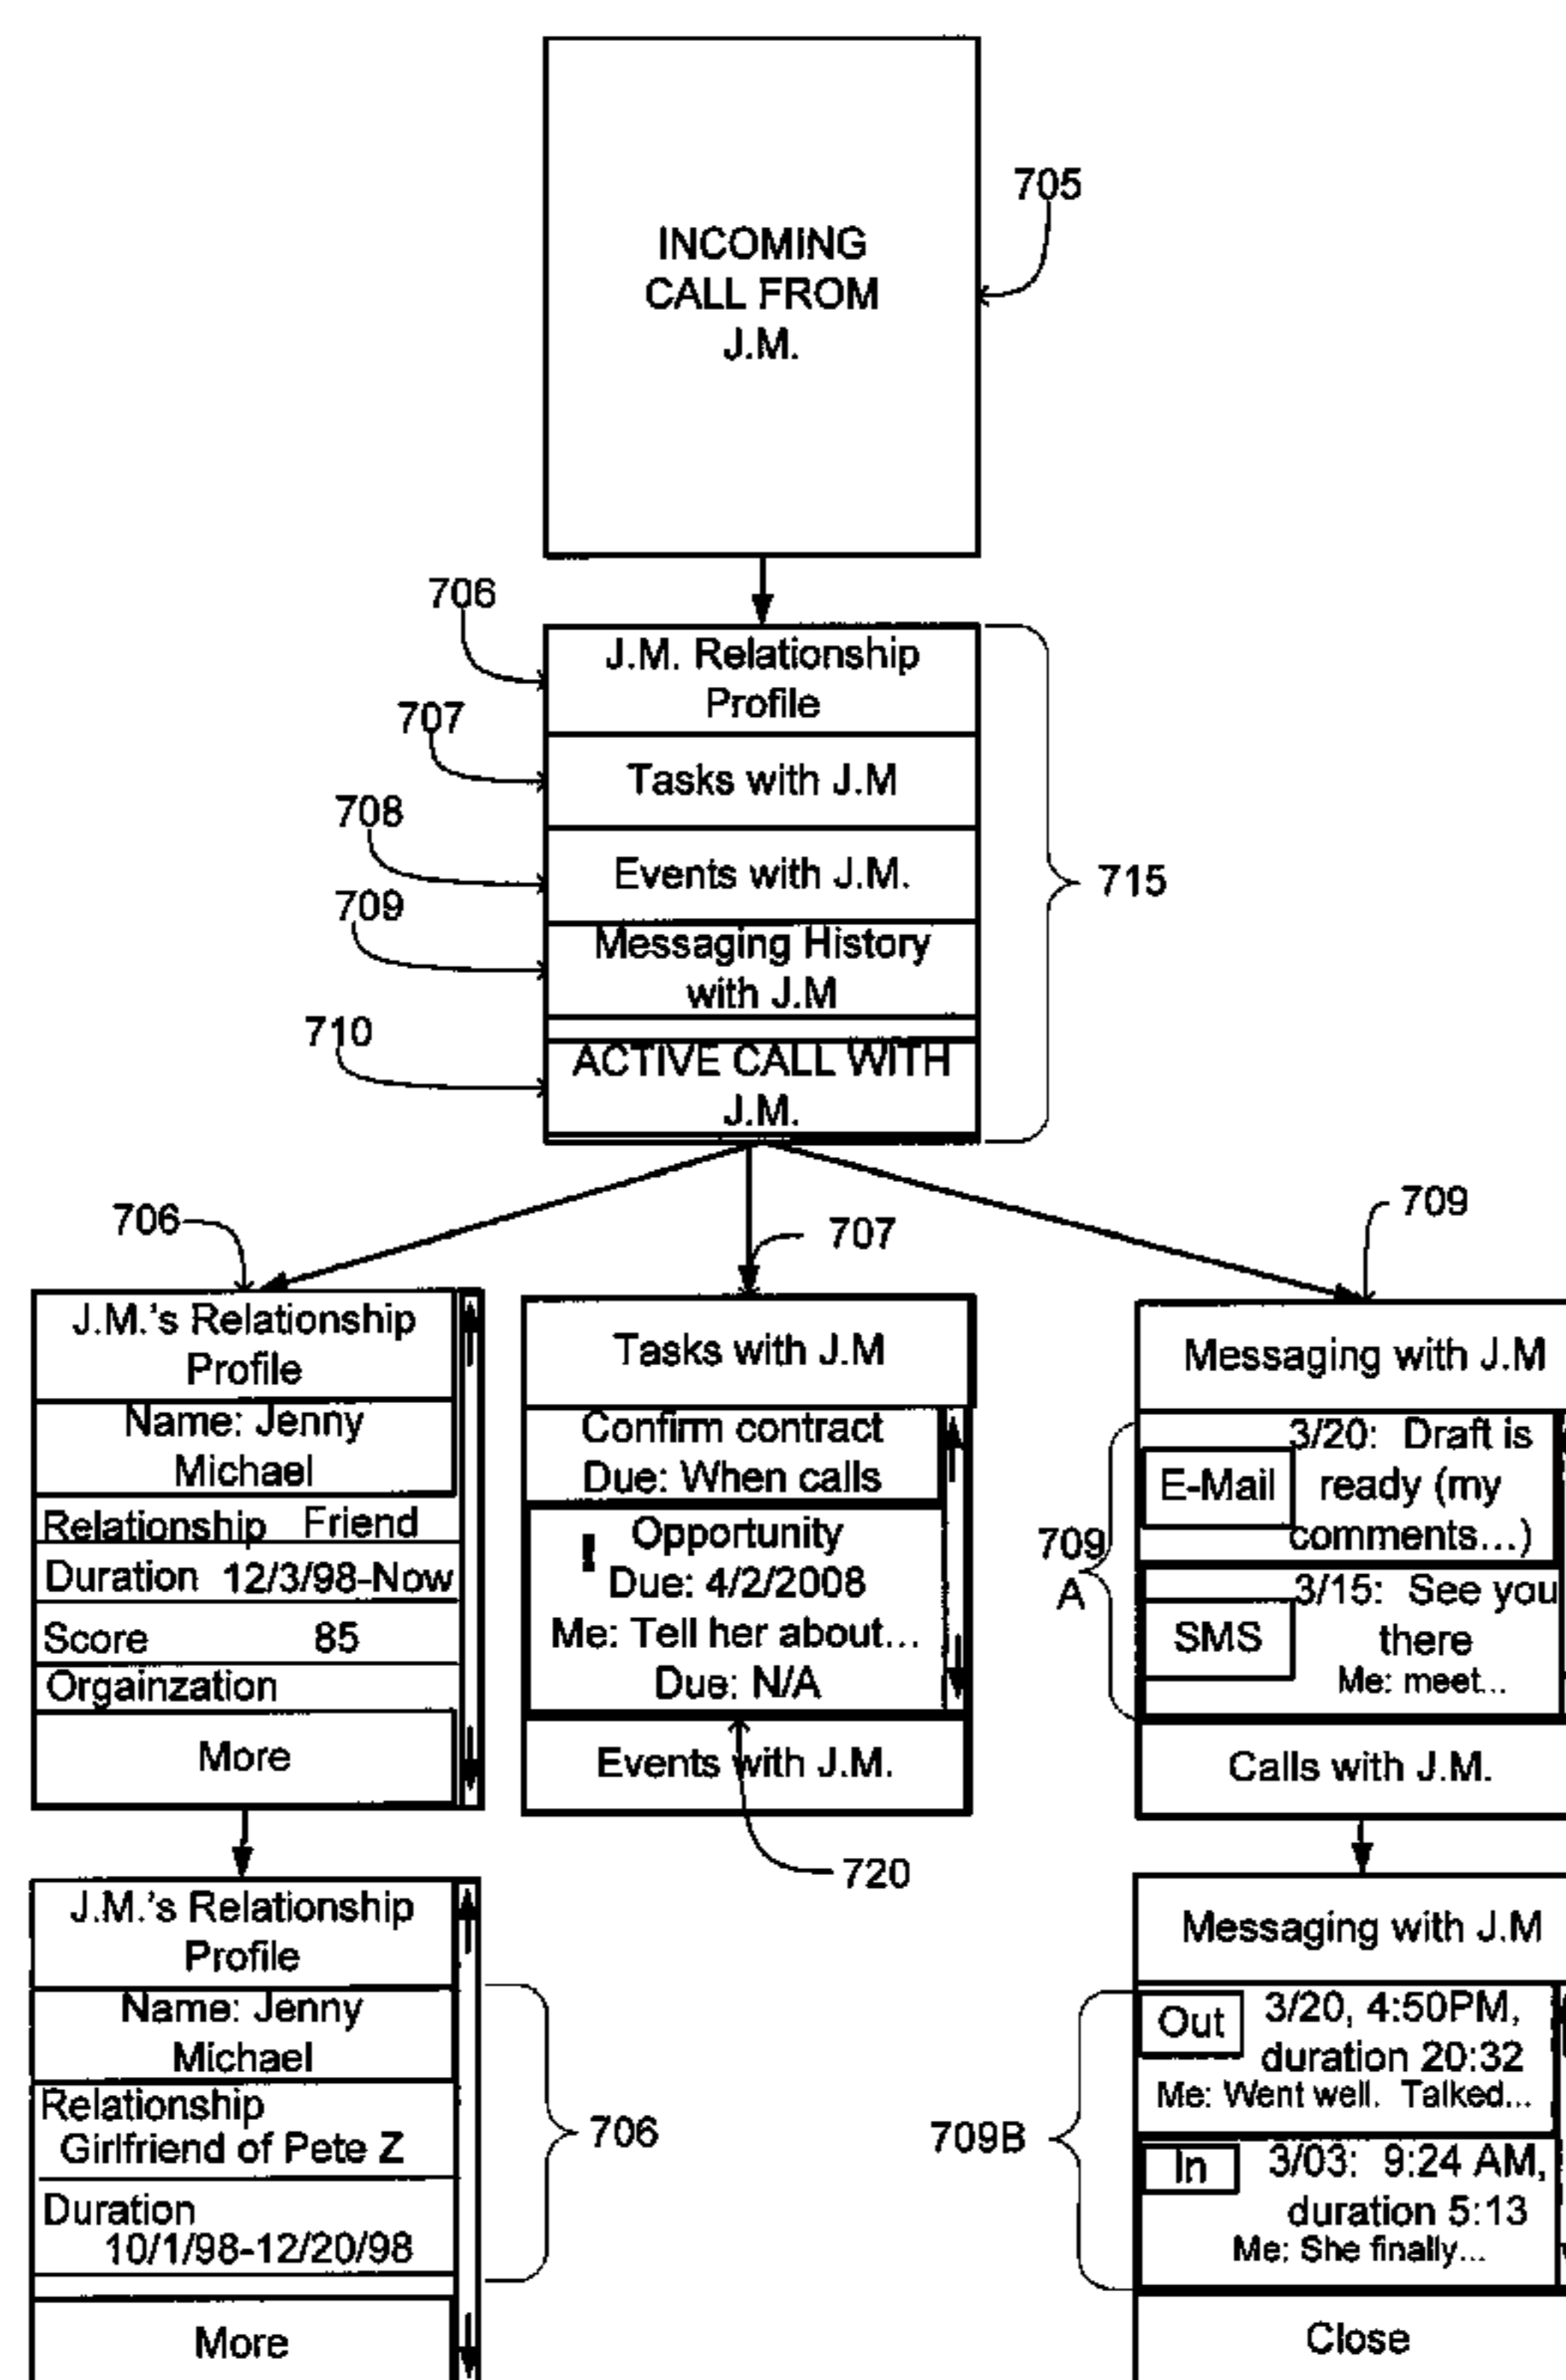 705
INCOMING
CALL FROM
J.M.
706
J.M. Relationship
Profile
707
Tasks with J.M
708
Events with J.M.
715
709
Messaging History
with J.M
710
ACTIVE CALL WITH
J.M.
706
J.M.'s Relationship
Profile
Name: Jenny
Michael
Relationship Friend
Duration 12/3/98-Now
Score 85
Orgainzation
More
707
Tasks with J.M
Confirm contract
Due: When calls
! Opportunity
Due: 4/2/2008
Me: Tell her about...
Due: N/A
Events with J.M.
720
709
Messaging with J.M
709
A
E-Mail
3/20: Draft is
ready (my
comments...)
SMS
3/15: See you
there
Me: meet...
Calls with J.M.
J.M.'s Relationship
Profile
Name: Jenny
Michael
Relationship
Girlfriend of Pete Z
Duration
10/1/98-12/20/98
More
706
Messaging with J.M
709B
Out
3/20, 4:50PM,
duration 20:32
Me: Went well. Talked...
In
3/03: 9:24 AM,
duration 5:13
Me: She finally...
Close